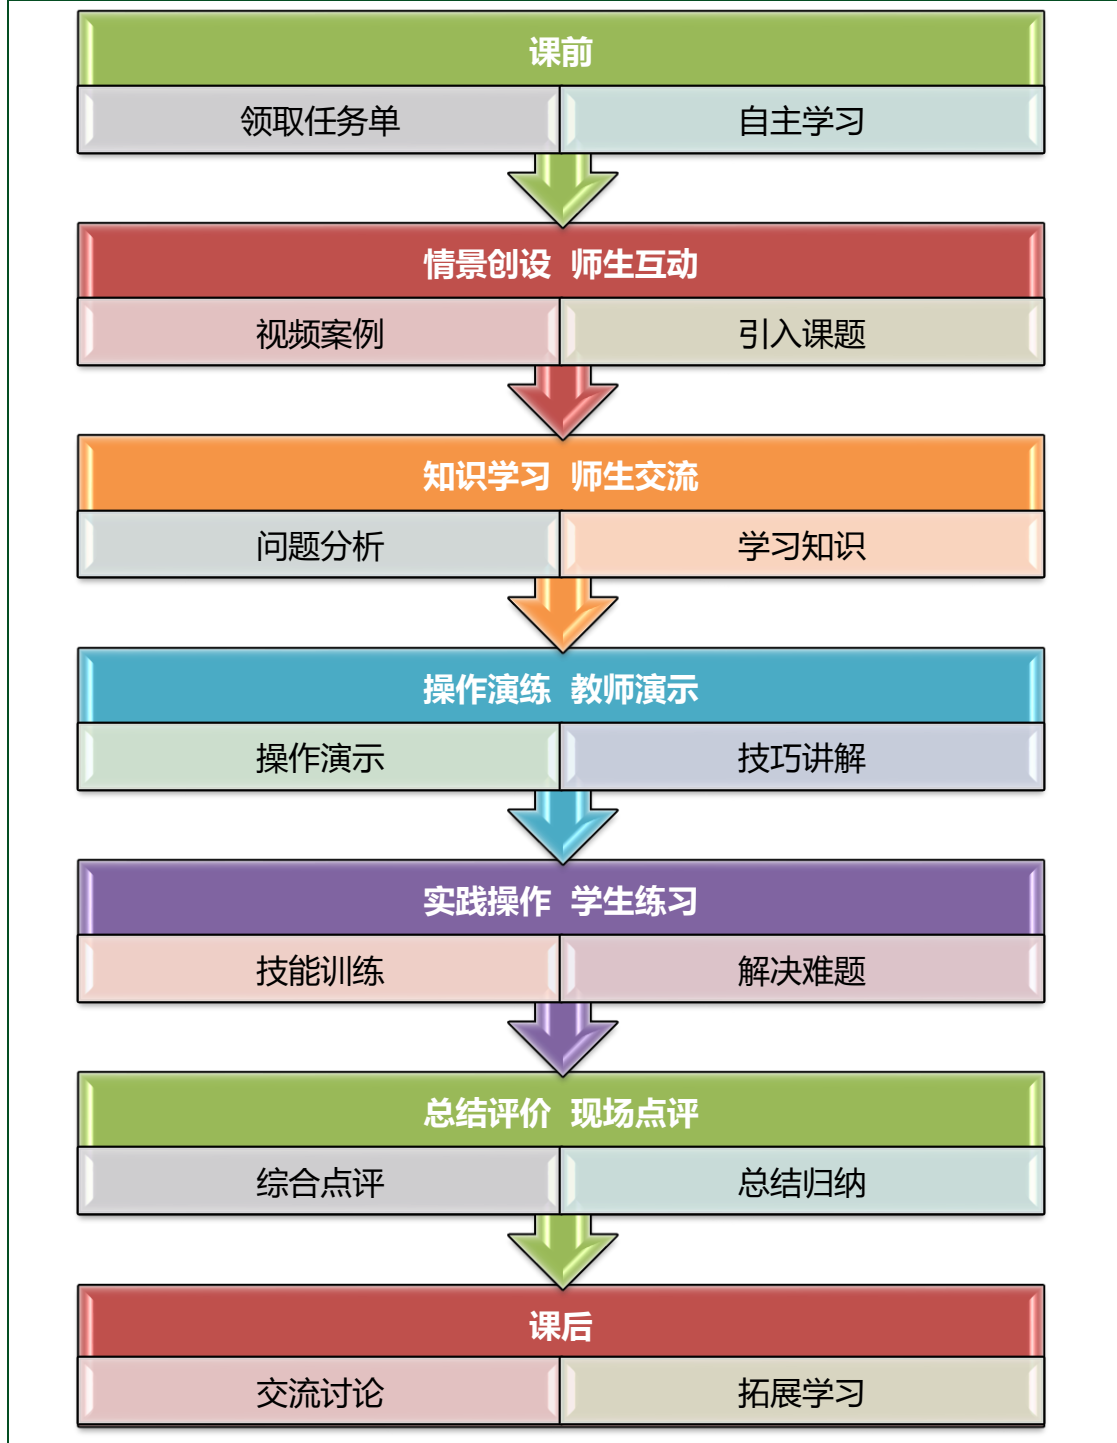 课前
领取任务单 自主学习
情景创设 师生互动
视频案例 引入课题
知识学习 师生交流
问题分析 学习知识
操作演练 教师演示
操作演示 技巧讲解
实践操作 学生练习
技能训练 解决难题
总结评价 现场点评
综合点评 总结归纳
课后
交流讨论 拓展学习